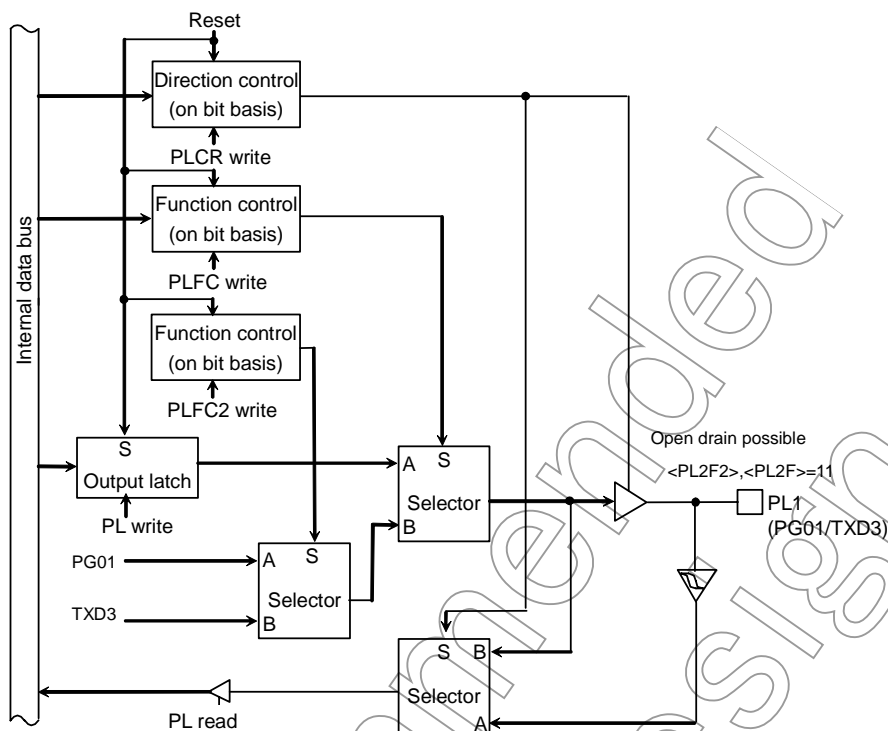 Reset
Direction control
(on bit basis)
PLCR write
Function control
(on bit basis)
PLFC write
Function control
(on bit basis)
PLFC2 write
Internal data bus
S
Output latch
PL write
A
S
Selector
B
Open drain possible
<PL2F2>,<PL2F>=11
PL1
(PG01/TXD3)
PG01
TXD3
A
S
Selector
B
S
B
Selector
A
PL read
mmended
esign